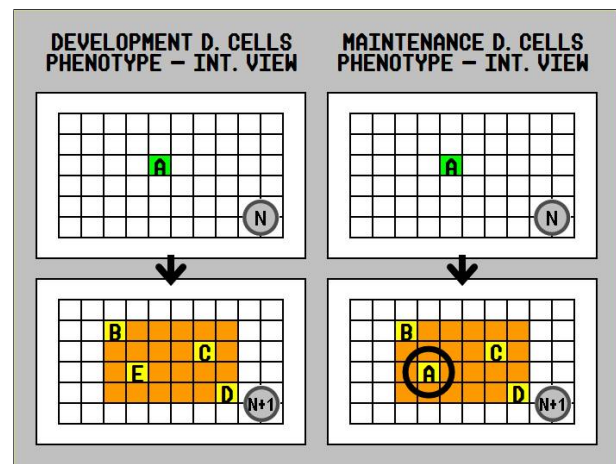 DEVELOPMENT D. CELLS
PHENOTYPE – INT. VIEW
MAINTENANCE D. CELLS
PHENOTYPE – INT. VIEW
A
N
A
N
B
C
E
D
N+1
B
C
A
D
N+1